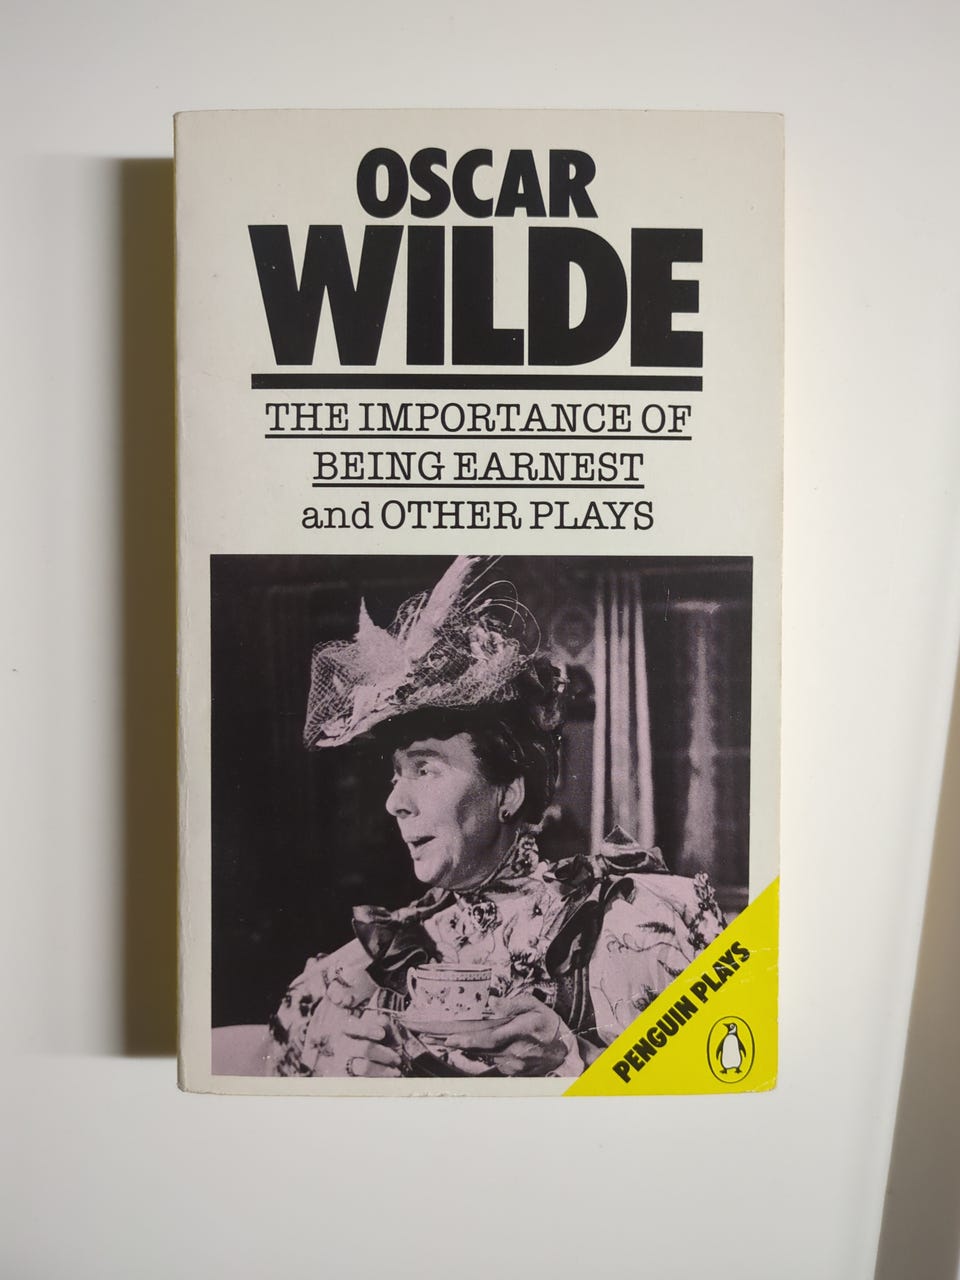 OSCAR
WILDE
THE IMPORTANCE OF
BEING EARNEST
and OTHER PLAYS
PENGUIN PLAYS